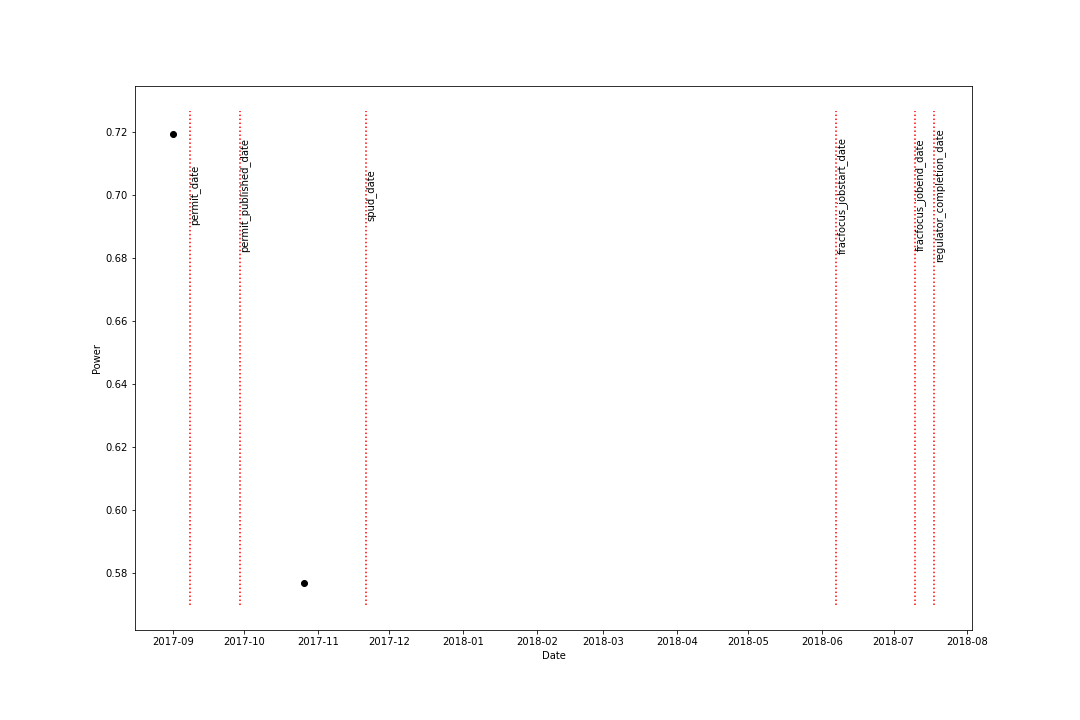 0.72
0.70
0.68
0.66
0.64
0.62
0.60
0.58
Power
permit_date
permit_published_date
spud_date
fracfocus_jobstart_date
fracfocus_jobend_date
regulator_completion_date
2017-09
2017-10
2017-11
2017-12
2018-01
2018-02
2018-03
2018-04
2018-05
2018-06
2018-07
2018-08
Date